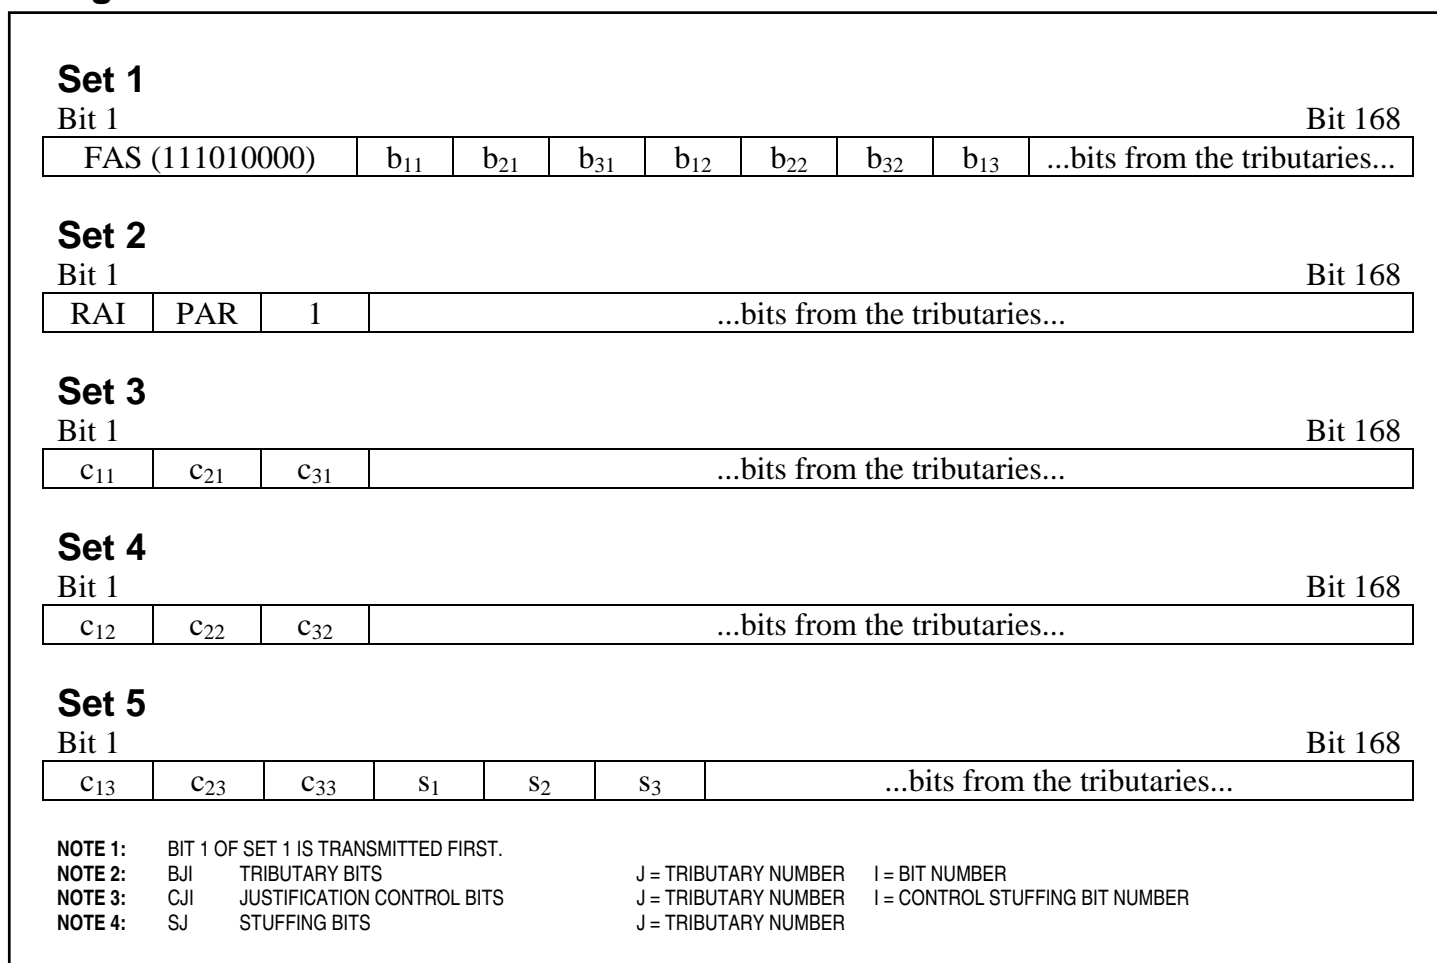 Set 1
Bit 1 Bit 168
FAS (111010000) b11 b21 b31 b12 b22 b32 b13 ...bits from the tributaries...
Set 2
Bit 1 Bit 168
RAI PAR 1 ...bits from the tributaries...
Set 3
Bit 1 Bit 168
c11 c21 c31 ...bits from the tributaries...
Set 4
Bit 1 Bit 168
c12 c22 c32 ...bits from the tributaries...
Set 5
Bit 1 Bit 168
c13 c23 c33 s1 s2 s3 ...bits from the tributaries...
NOTE 1: BIT 1 OF SET 1 IS TRANSMITTED FIRST.
NOTE 2: BJI TRIBUTARY BITS J = TRIBUTARY NUMBER I = BIT NUMBER
NOTE 3: CJI JUSTIFICATION CONTROL BITS J = TRIBUTARY NUMBER I = CONTROL STUFFING BIT NUMBER
NOTE 4: SJ STUFFING BITS J = TRIBUTARY NUMBER